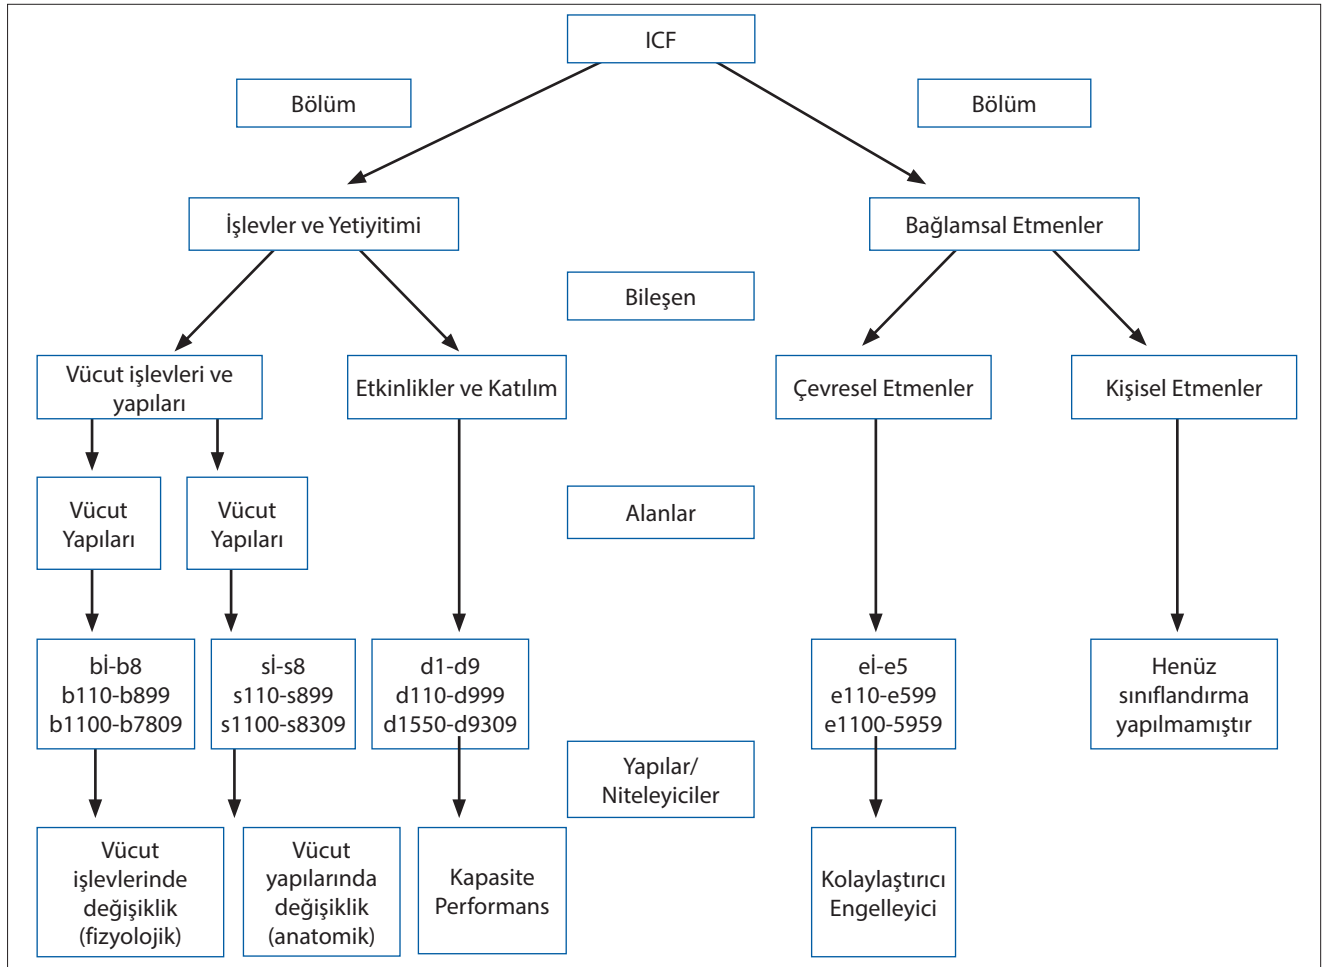 ICF
Bölüm
Bölüm
İşlevler ve Yetiyitimi
Bağlamsal Etmenler
Bileşen
Vücut işlevleri ve
yapıları
Etkinlikler ve Katılım
Çevresel Etmenler
Kişisel Etmenler
Vücut
Yapıları
Vücut
Yapıları
Alanlar
bİ-b8
b110-b899
b1100-b7809
sİ-s8
s110-s899
s1100-s8309
d1-d9
d110-d999
d1550-d9309
eİ-e5
e110-e599
e1100-5959
Henüz
sınıflandırma
yapılmamıştır
Yapılar/
Niteleyiciler
Vücut
işlevlerinde
değişiklik
(fizyolojik)
Vücut
yapılarında
değişiklik
(anatomik)
Kapasite
Performans
Kolaylaştırıcı
Engelleyici